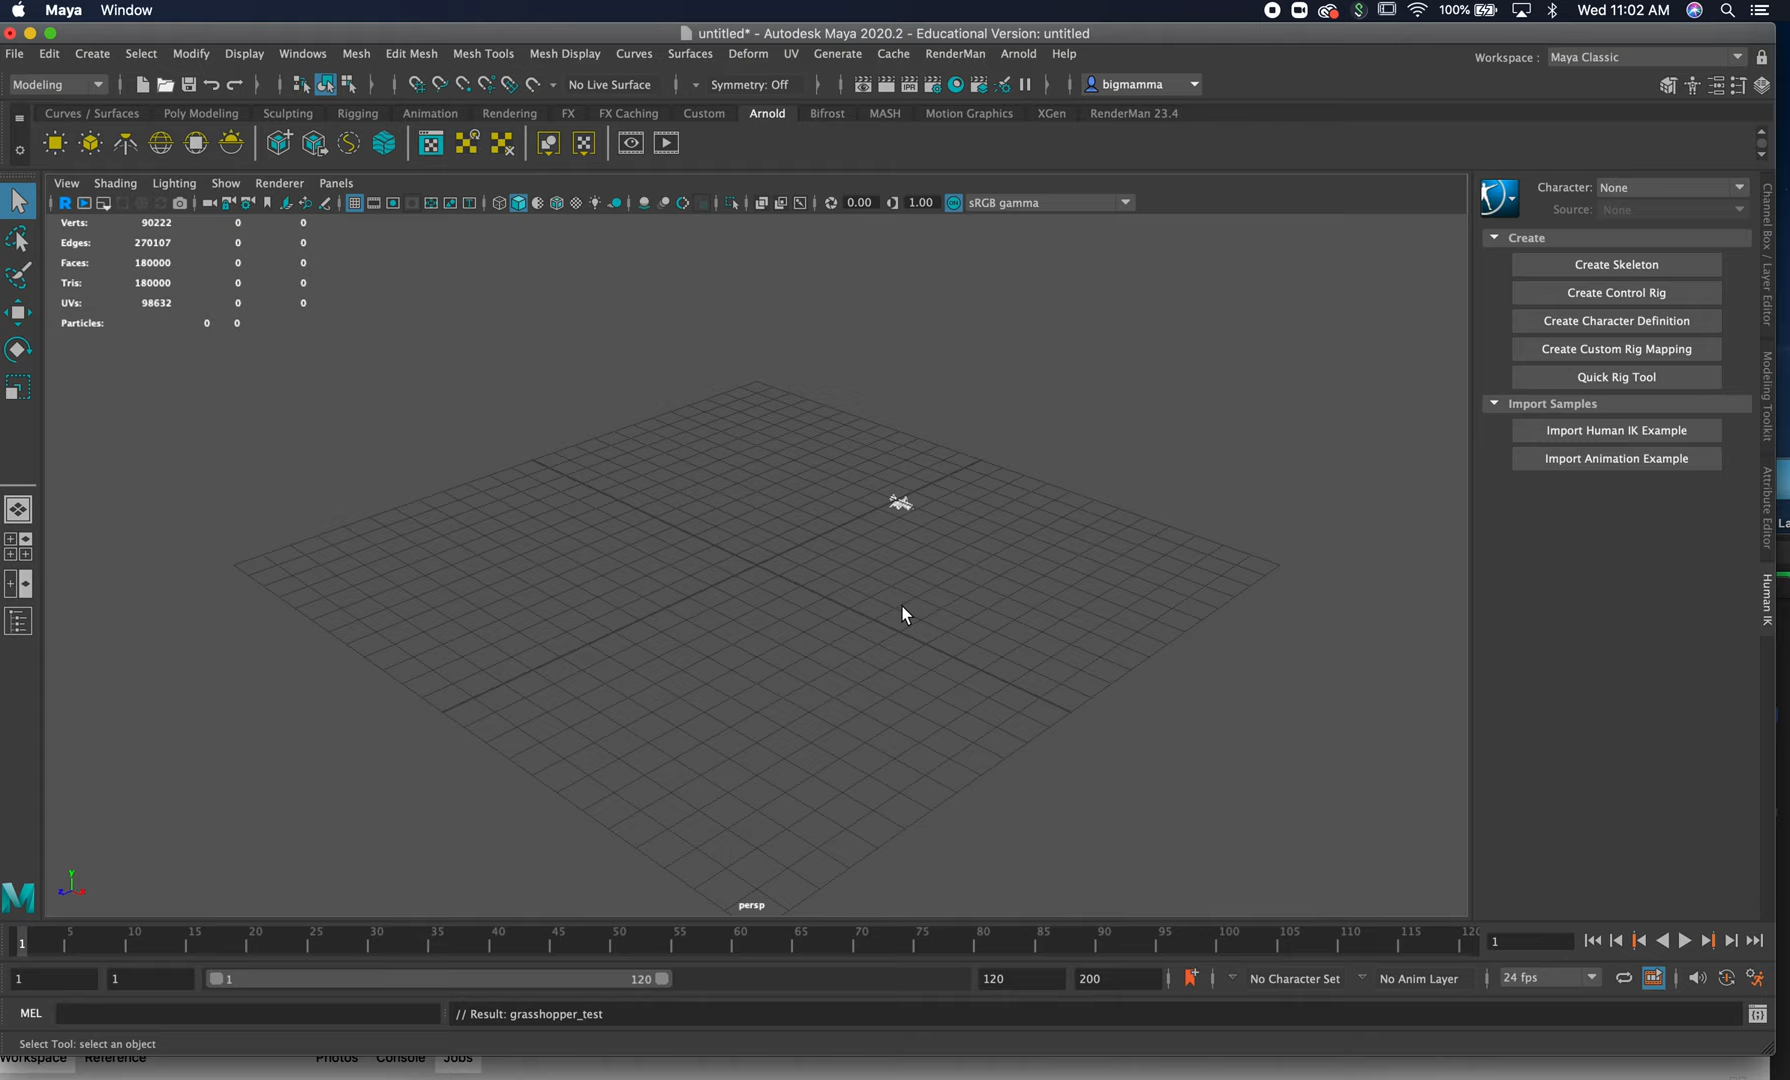 Maya Window 100% Wed 11:02 AM
untitled* - Autodesk Maya 2020.2 - Educational Version: untitled
File Edit Create Select Modify Display Windows Mesh Edit Mesh Mesh Tools Mesh Display Curves Surfaces Deform UV Generate Cache RenderMan Arnold Help Workspace : Maya Classic
Modeling No Live Surface Symmetry: Off IPR bigmamma
Curves / Surfaces Poly Modeling Sculpting Rigging Animation Rendering FX FX Caching Custom Arnold Bifrost MASH Motion Graphics XGen RenderMan 23.4
View Shading Lighting Show Renderer Panels
R 0.00 1.00 ON sRGB gamma
Verts: 90222 0 0
Edges: 270107 0 0
Faces: 180000 0 0
Tris: 180000 0 0
UVs: 98632 0 0
Particles: 0 0
Character: None
Source: None
Create
Create Skeleton
Create Control Rig
Create Character Definition
Create Custom Rig Mapping
Quick Rig Tool
Import Samples
Import Human IK Example
Import Animation Example
Channel Box / Layer Editor
Modeling Toolkit
Attribute Editor
Human IK
La
y
z x
persp
1 5 10 15 20 25 30 35 40 45 50 55 60 65 70 75 80 85 90 95 100 105 110 115 120 1
1 1 1 120 120 200 No Character Set No Anim Layer 24 fps
MEL // Result: grasshopper_test
Select Tool: select an object
Workspace Reference Photos Console Jobs